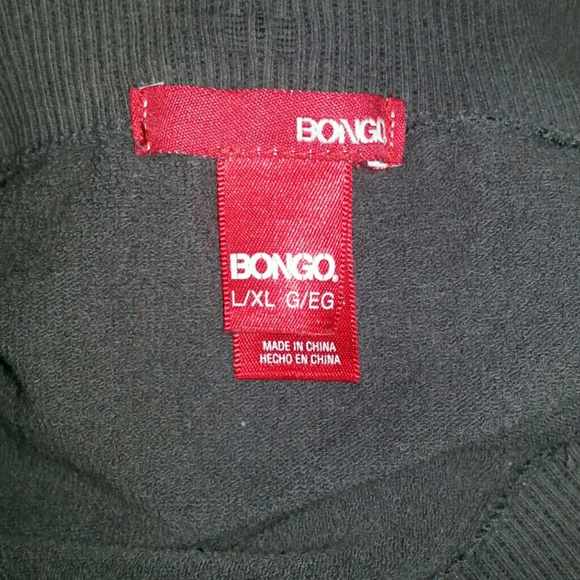 BONGO.
BONGO.
L/XL G/EG
MADE IN CHINA
HECHO EN CHINA